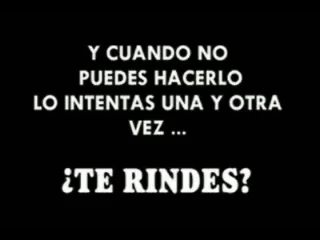 Y CUANDO NO
PUEDES HACERLO
LO INTENTAS UNA Y OTRA
VEZ ...
¿TE RINDES?